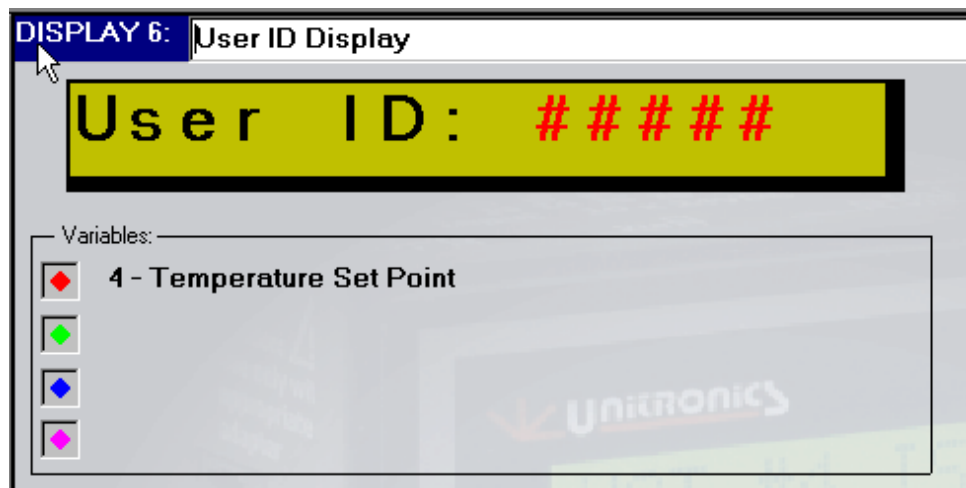 DISPLAY 6: User ID Display
User ID: #####
Variables:
4 - Temperature Set Point
Unitronics